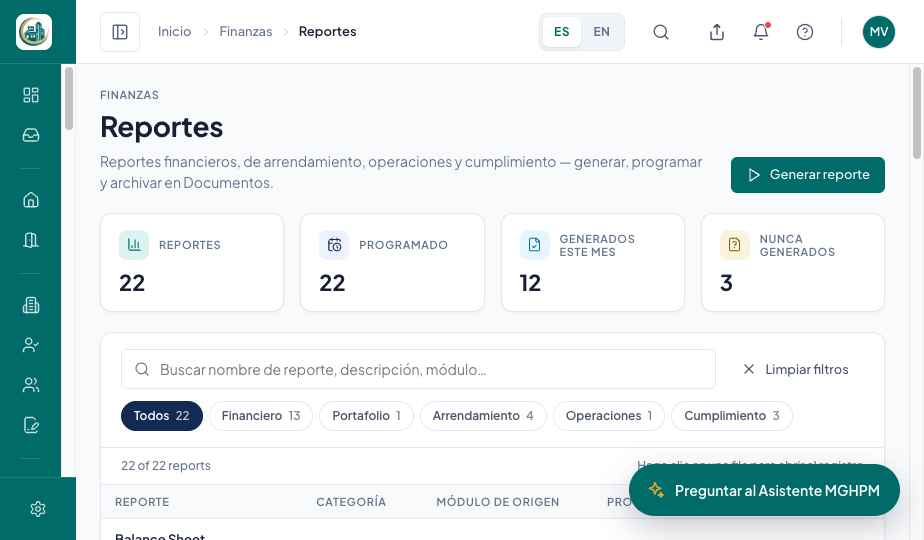 Inicio
Finanzas
Reportes
ES
EN
MV
FINANZAS
Reportes
Reportes financieros, de arrendamiento, operaciones y cumplimiento — generar, programar
y archivar en Documentos.
Generar reporte
REPORTES
22
PROGRAMADO
22
GENERADOS
ESTE MES
12
NUNCA
GENERADOS
3
Buscar nombre de reporte, descripción, módulo...
Limpiar filtros
Todos 22
Financiero 13
Portafolio 1
Arrendamiento 4
Operaciones 1
Cumplimiento 3
22 of 22 reports
REPORTE
CATEGORÍA
MÓDULO DE ORIGEN
Preguntar al Asistente MGHPM
Balance Sheet